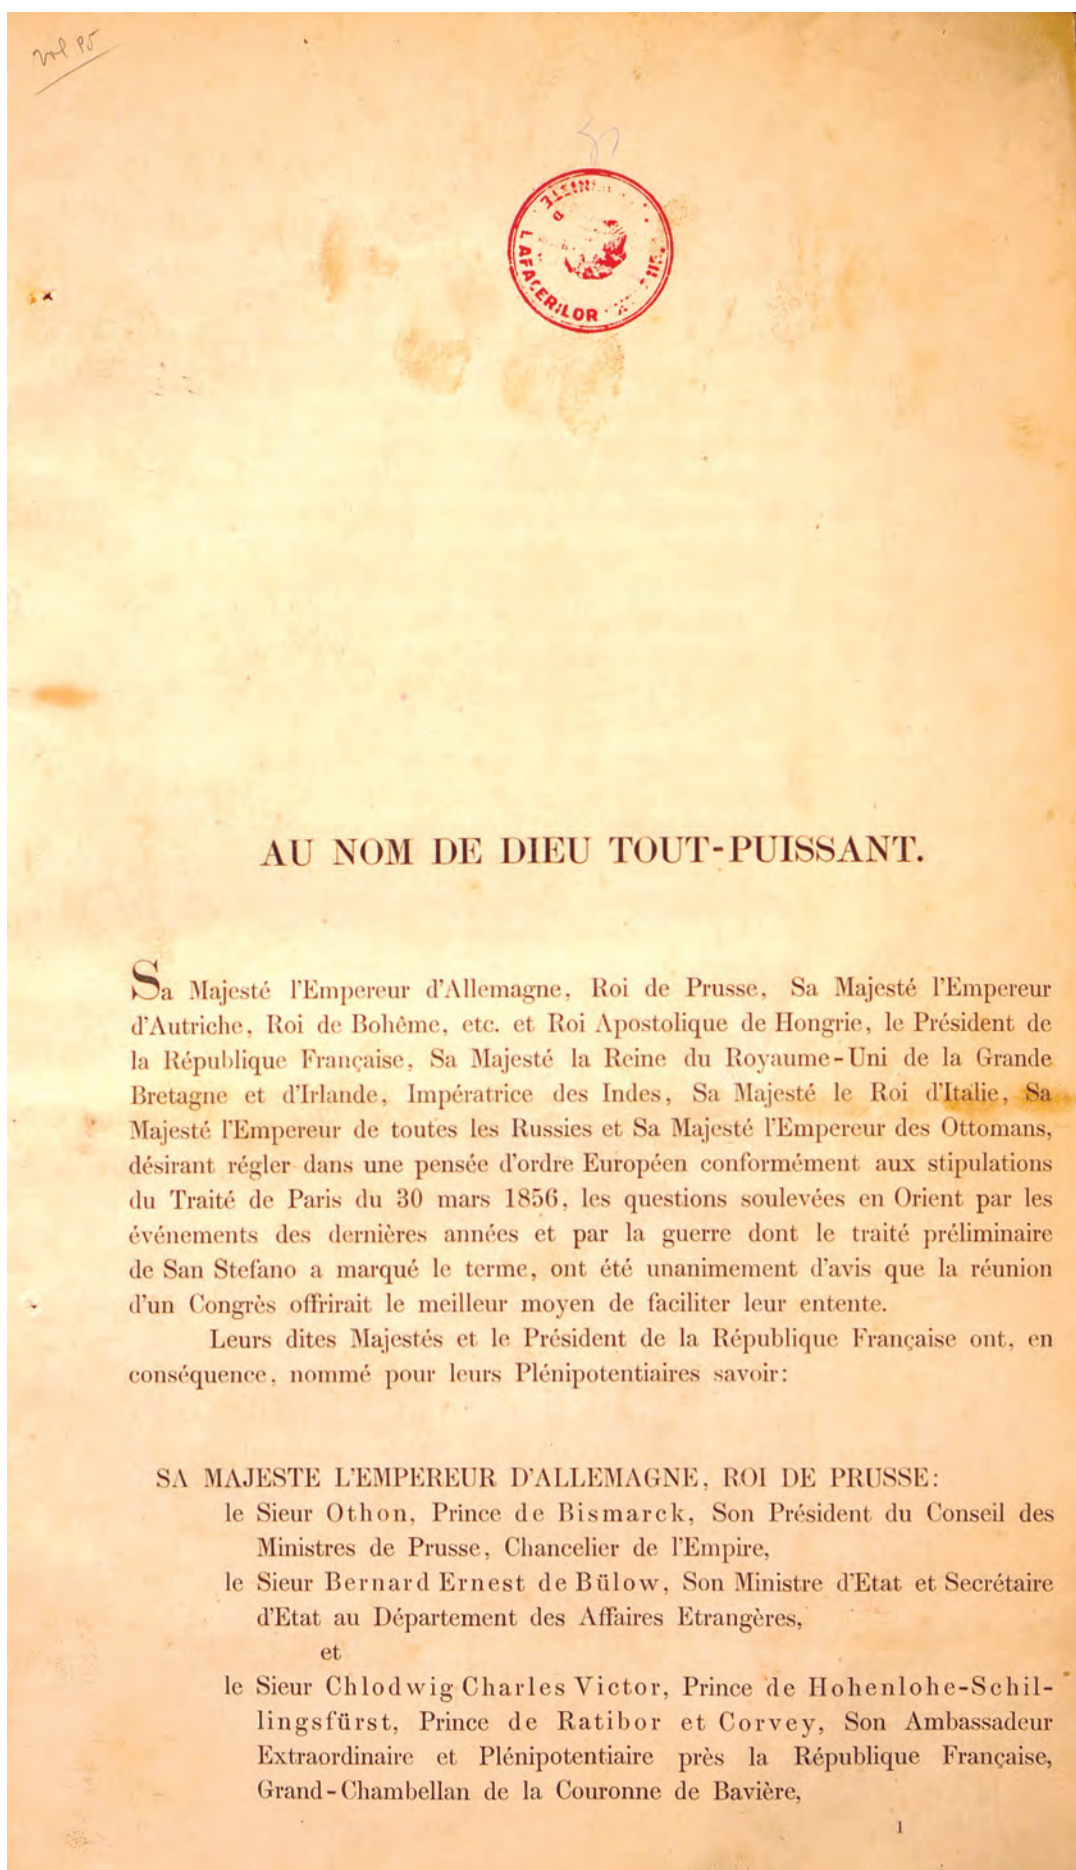 vol 95
L AFACERILOR
AU NOM DE DIEU TOUT-PUISSANT.
Sa Majesté l'Empereur d'Allemagne, Roi de Prusse, Sa Majesté l'Empereur
d'Autriche, Roi de Bohême, etc. et Roi Apostolique de Hongrie, le Président de
la République Française, Sa Majesté la Reine du Royaume-Uni de la Grande
Bretagne et d'Irlande, Impératrice des Indes, Sa Majesté le Roi d'Italie, Sa
Majesté l'Empereur de toutes les Russies et Sa Majesté l'Empereur des Ottomans,
désirant régler dans une pensée d'ordre Européen conformément aux stipulations
du Traité de Paris du 30 mars 1856, les questions soulevées en Orient par les
événements des dernières années et par la guerre dont le traité préliminaire
de San Stefano a marqué le terme, ont été unanimement d'avis que la réunion
d'un Congrès offrirait le meilleur moyen de faciliter leur entente.
Leurs dites Majestés et le Président de la République Française ont, en
conséquence, nommé pour leurs Plénipotentiaires savoir:
SA MAJESTE L'EMPEREUR D'ALLEMAGNE, ROI DE PRUSSE:
le Sieur Othon, Prince de Bismarck, Son Président du Conseil des
Ministres de Prusse, Chancelier de l'Empire,
le Sieur Bernard Ernest de Bülow, Son Ministre d'Etat et Secrétaire
d'Etat au Département des Affaires Etrangères,
et
le Sieur Chlodwig Charles Victor, Prince de Hohenlohe-Schil-
lingsfürst, Prince de Ratibor et Corvey, Son Ambassadeur
Extraordinaire et Plénipotentiaire près la République Française,
Grand-Chambellan de la Couronne de Bavière,
1